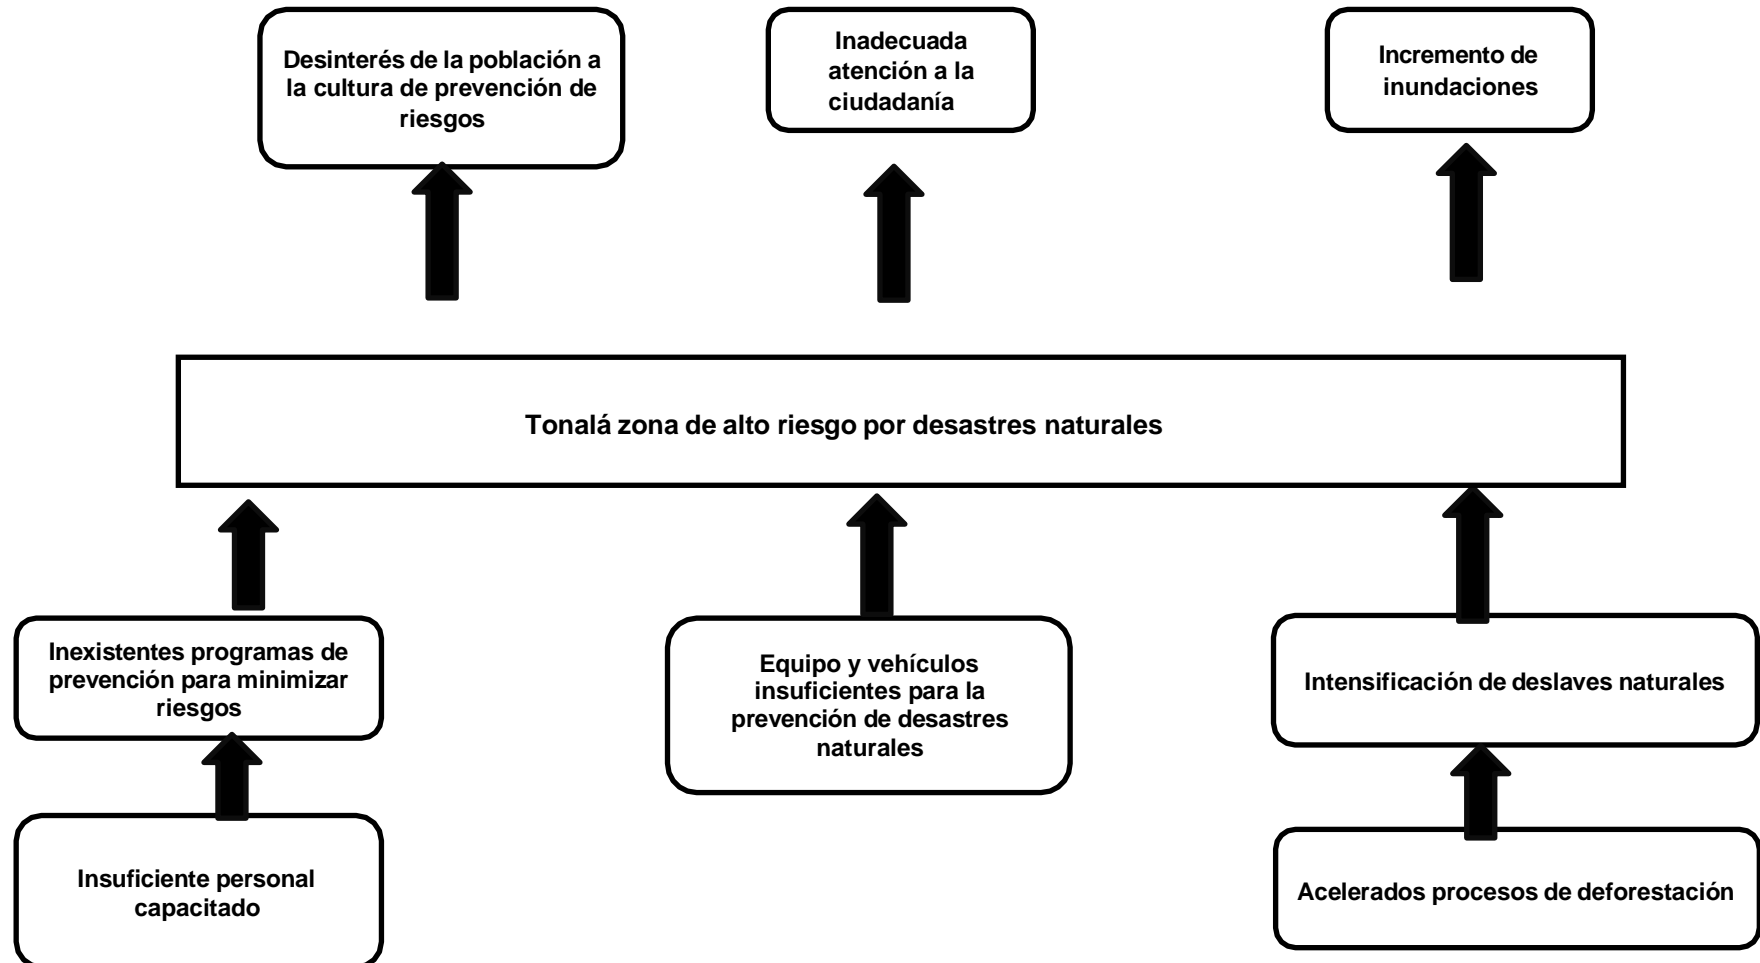 Desinterés de la población a
la cultura de prevención de
riesgos
Inadecuada
atención a la
ciudadanía
Incremento de
inundaciones
Tonalá zona de alto riesgo por desastres naturales
Inexistentes programas de
prevención para minimizar
riesgos
Equipo y vehículos
insuficientes para la
prevención de desastres
naturales
Intensificación de deslaves naturales
Insuficiente personal
capacitado
Acelerados procesos de deforestación